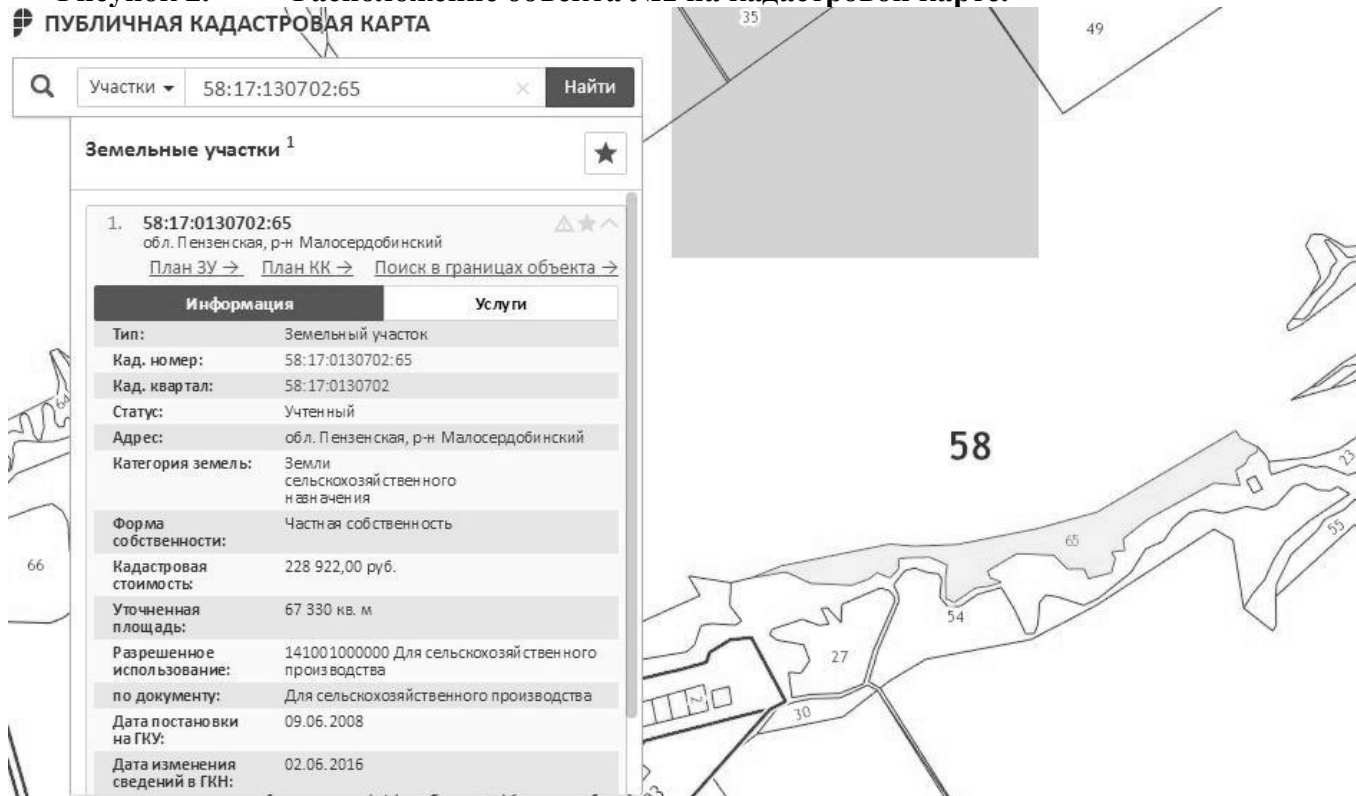 ПУБЛИЧНАЯ КАДАСТРОВАЯ КАРТА
Участки
58:17:130702:65
Найти
Земельные участки 1
1. 58:17:0130702:65
обл. Пензенская, р-н Малосердобинский
План ЗУ → План КК → Поиск в границах объекта →
Информация Услуги
Тип: Земельный участок
Кад. номер: 58:17:0130702:65
Кад. квартал: 58:17:0130702
Статус: Учтенный
Адрес: обл. Пензенская, р-н Малосердобинский
Категория земель: Земли
сельскохозяйственного
назначения
Форма Частная собственность
собственности:
Кадастровая 228 922,00 руб.
стоимость:
Уточненная 67 330 кв. м
площадь:
Разрешенное 141001000000 Для сельскохозяйственного
использование: производства
по документу: Для сельскохозяйственного производства
Дата постановки 09.06.2008
на ГКУ:
Дата изменения 02.06.2016
сведений в ГКН:
35
49
58
64
66
65
54
27
30
2
23
55